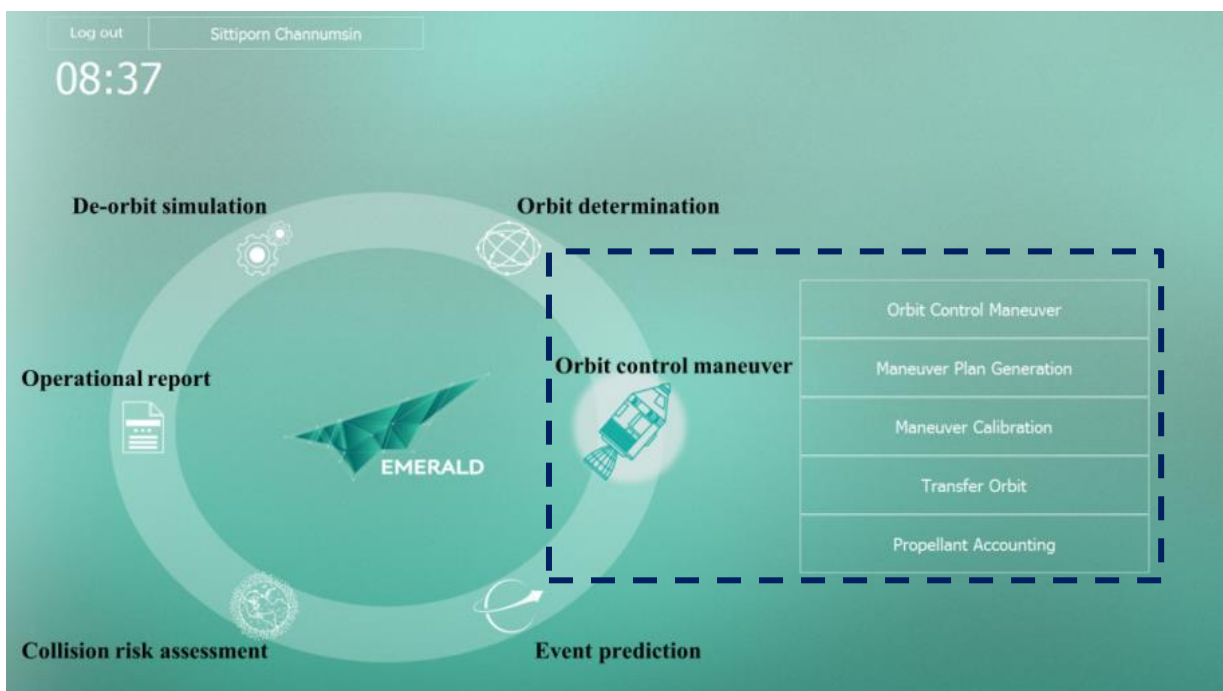 Log out
Sittiporn Channumsin
08:37
De-orbit simulation
Orbit determination
Operational report
Orbit control maneuver
EMERALD
Collision risk assessment
Event prediction
Orbit Control Maneuver
Maneuver Plan Generation
Maneuver Calibration
Transfer Orbit
Propellant Accounting